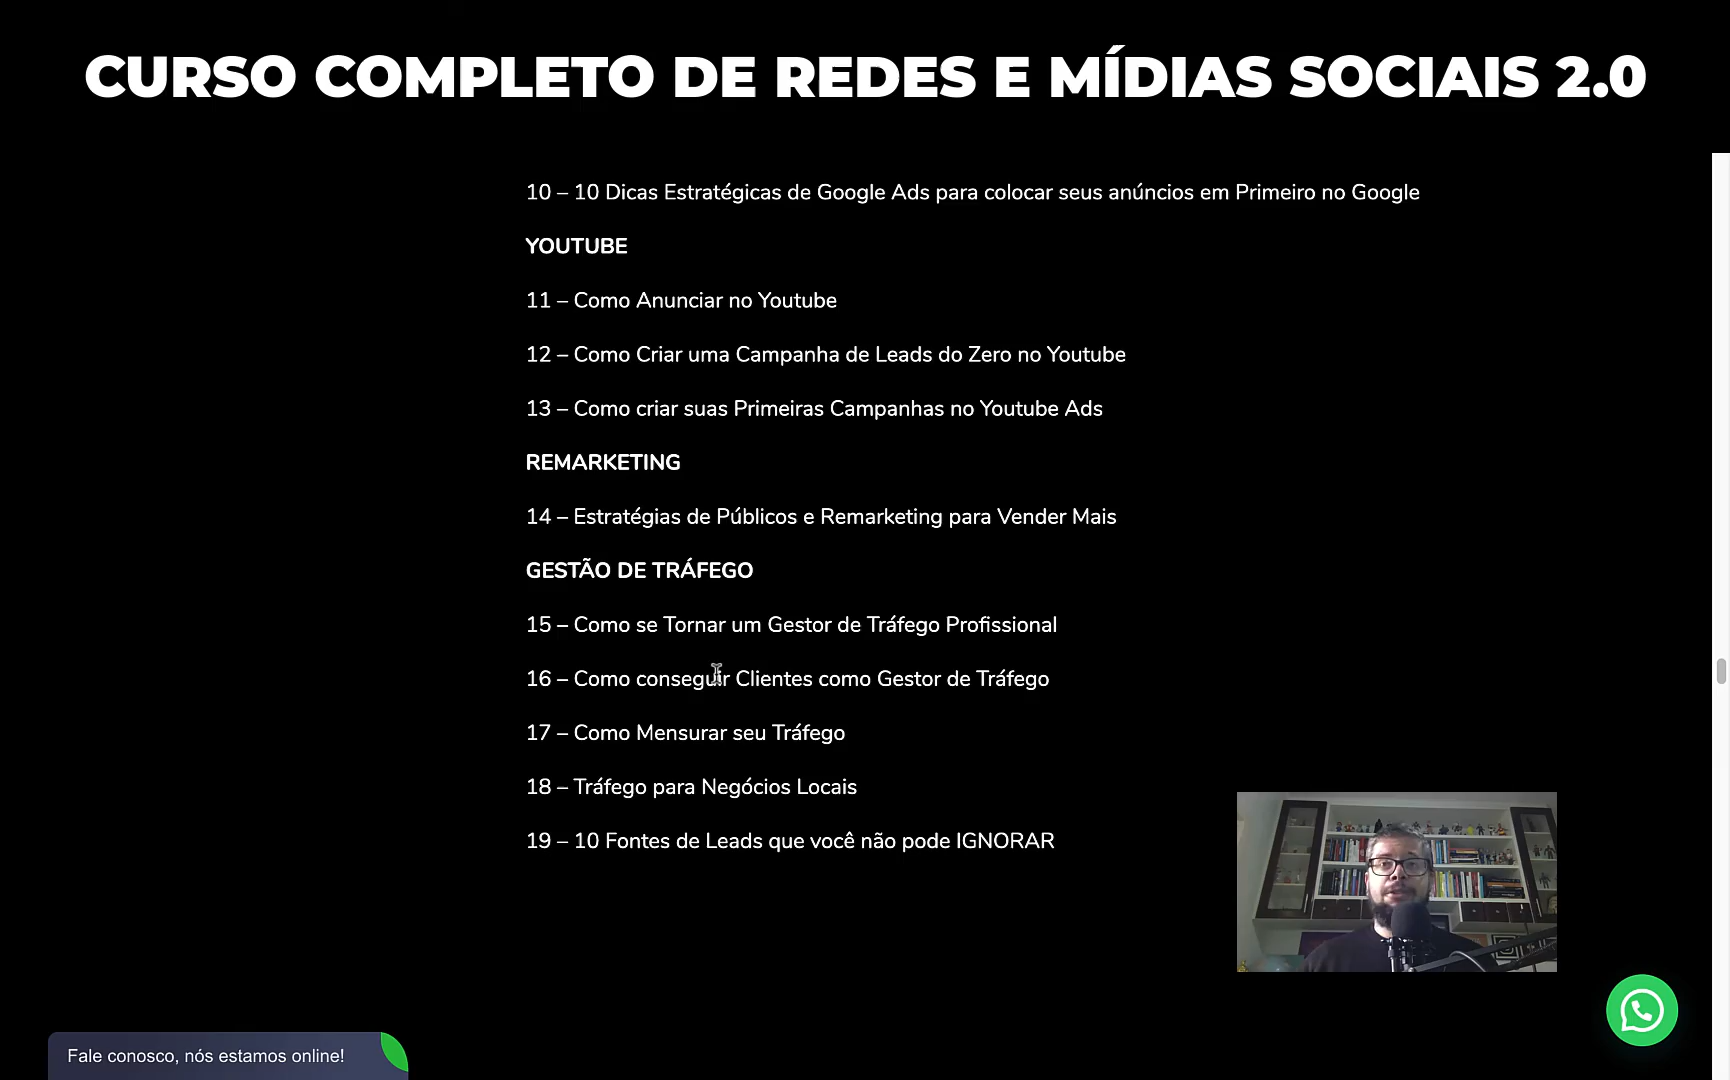 CURSO COMPLETO DE REDES E MÍDIAS SOCIAIS 2.0
10 – 10 Dicas Estratégicas de Google Ads para colocar seus anúncios em Primeiro no Google
YOUTUBE
11 – Como Anunciar no Youtube
12 – Como Criar uma Campanha de Leads do Zero no Youtube
13 – Como criar suas Primeiras Campanhas no Youtube Ads
REMARKETING
14 – Estratégias de Públicos e Remarketing para Vender Mais
GESTÃO DE TRÁFEGO
15 – Como se Tornar um Gestor de Tráfego Profissional
16 – Como conseguir Clientes como Gestor de Tráfego
17 – Como Mensurar seu Tráfego
18 – Tráfego para Negócios Locais
19 – 10 Fontes de Leads que você não pode IGNORAR
Fale conosco, nós estamos online!